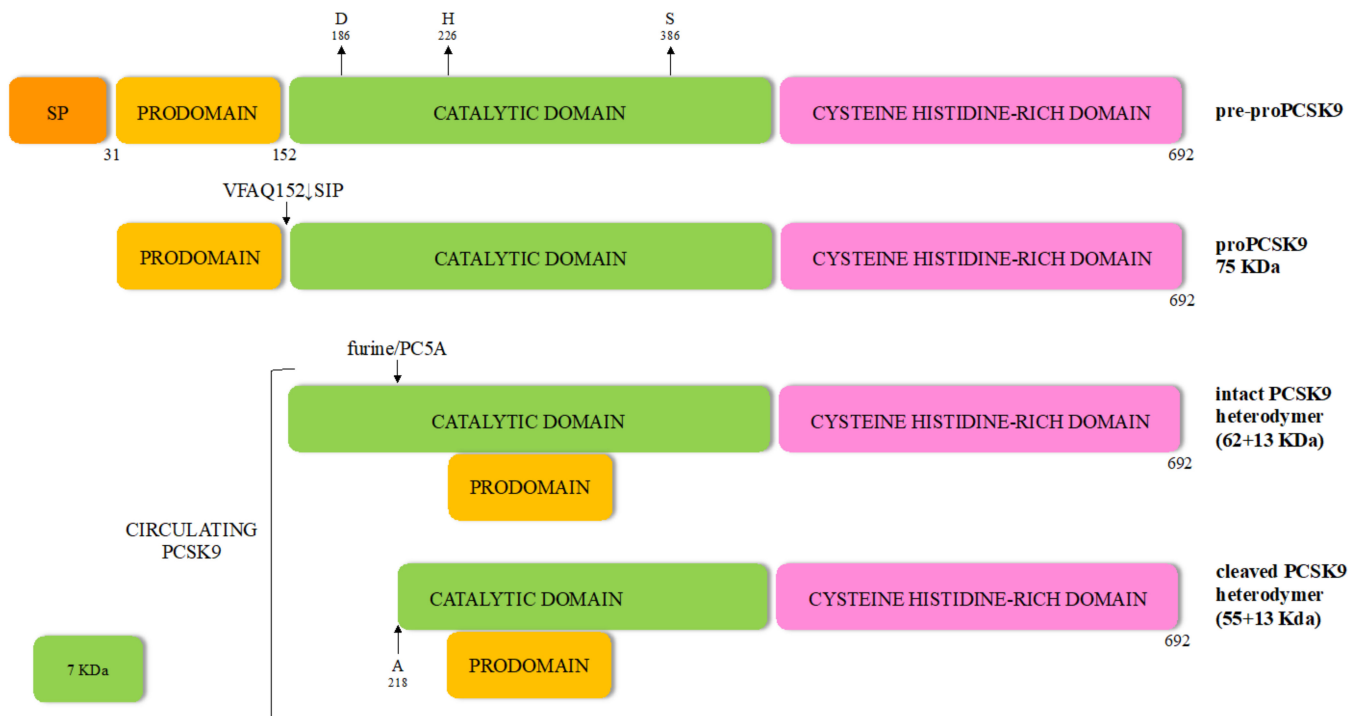 D
186
H
226
S
386
SP
PRODOMAIN
CATALYTIC DOMAIN
CYSTEINE HISTIDINE-RICH DOMAIN
pre-proPCSK9
31
152
692
VFAQ152↓SIP
PRODOMAIN
CATALYTIC DOMAIN
CYSTEINE HISTIDINE-RICH DOMAIN
proPCSK9
75 KDa
692
furine/PC5A
CATALYTIC DOMAIN
CYSTEINE HISTIDINE-RICH DOMAIN
intact PCSK9
heterodymer
(62+13 KDa)
692
PRODOMAIN
CIRCULATING
PCSK9
CATALYTIC DOMAIN
CYSTEINE HISTIDINE-RICH DOMAIN
cleaved PCSK9
heterodymer
(55+13 Kda)
692
A
218
PRODOMAIN
7 KDa